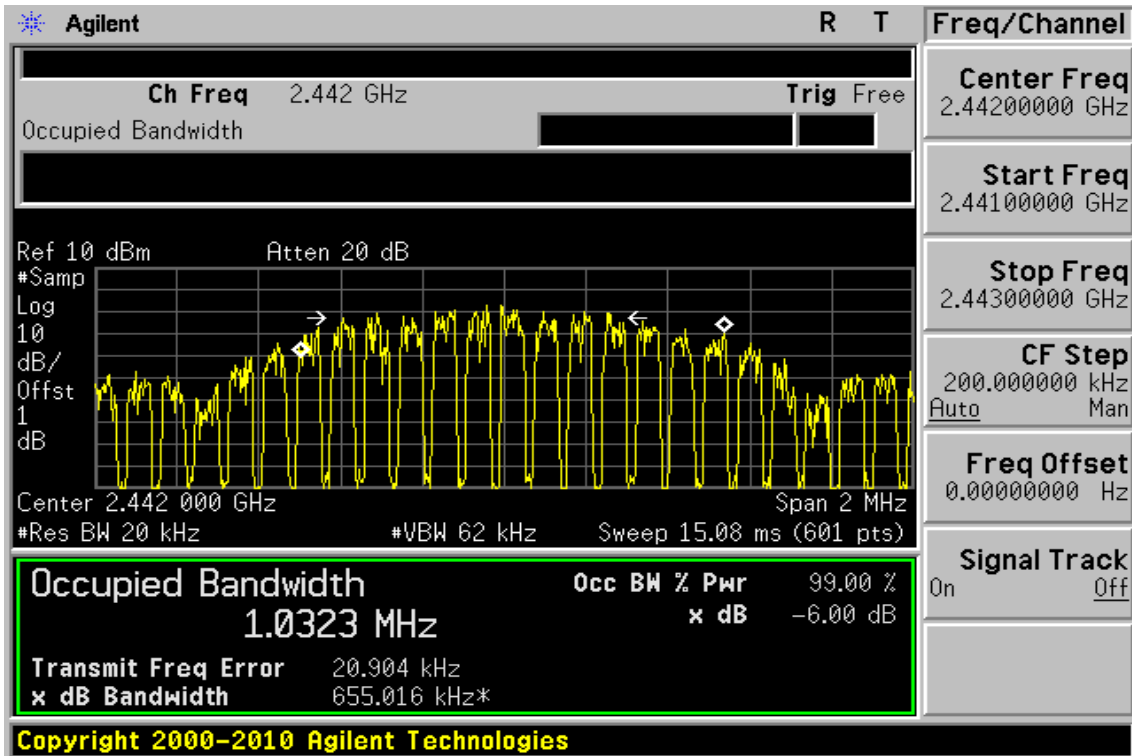 Agilent R T
Freq/Channel
Ch Freq 2.442 GHz Trig Free
Occupied Bandwidth
Center Freq
2.44200000 GHz
Start Freq
2.44100000 GHz
Stop Freq
2.44300000 GHz
CF Step
200.000000 kHz
Auto Man
Freq Offset
0.00000000 Hz
Signal Track
On Off
Ref 10 dBm Atten 20 dB
#Samp
Log
10
dB/
Offst
1
dB
Center 2.442 000 GHz Span 2 MHz
#Res BW 20 kHz #VBW 62 kHz Sweep 15.08 ms (601 pts)
Occupied Bandwidth Occ BW % Pwr 99.00 %
1.0323 MHz x dB -6.00 dB
Transmit Freq Error 20.904 kHz
x dB Bandwidth 655.016 kHz*
Copyright 2000-2010 Agilent Technologies